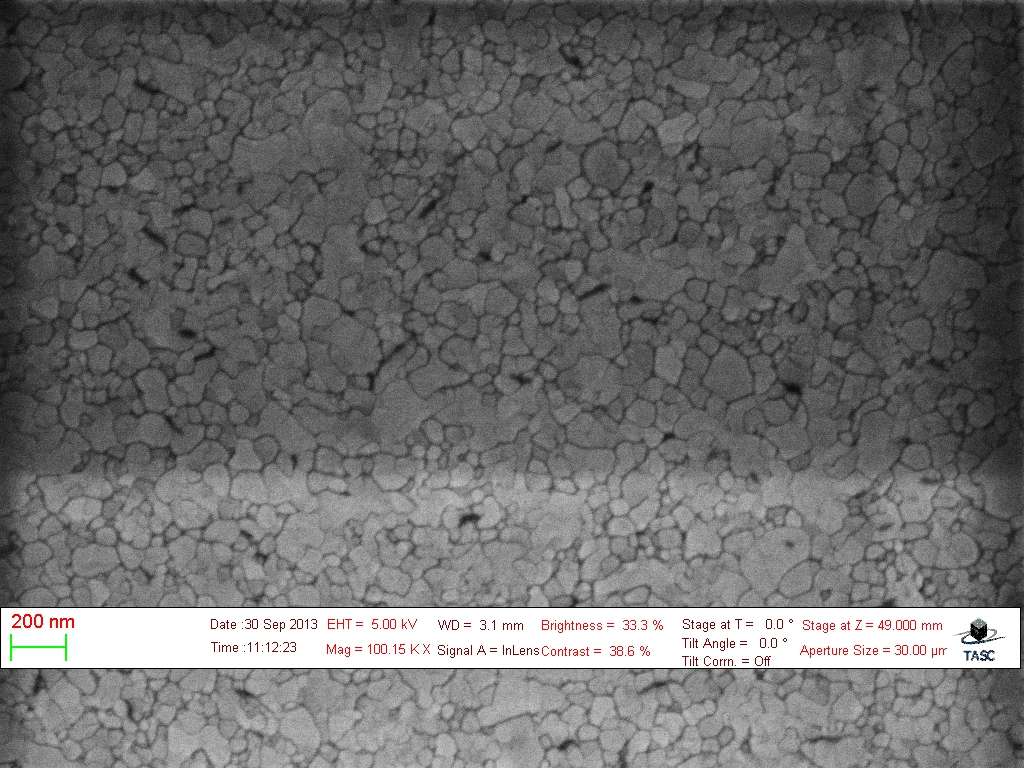 200 nm
Date :30 Sep 2013 EHT = 5.00 kV WD = 3.1 mm Brightness = 33.3 % Stage at T = 0.0 ° Stage at Z = 49.000 mm
Tilt Angle = 0.0 °
Time :11:12:23 Mag = 100.15 K X Signal A = InLens Contrast = 38.6 % Aperture Size = 30.00 µm
Tilt Corrn. = Off
TASC